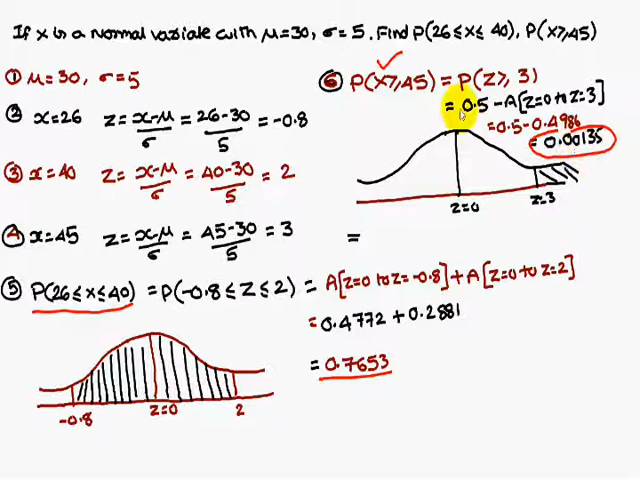 If x is a normal variate with μ=30, σ=5. Find P(26≤x≤40), P(x≥45)
① μ=30, σ=5
② x=26 z=x-μ/σ=26-30/5=-0.8
③ x=40 z=x-μ/σ=40-30/5=2
④ x=45 z=x-μ/σ=45-30/5=3
⑤ P(26≤x≤40)=P(-0.8≤z≤2)=A[z=0 to z=-0.8]+A[z=0 to z=2]
=0.4772+0.2881
=0.7653
-0.8 z=0 2
⑥ P(x≥45)=P(z≥3)
=0.5-A[z=0 to z=3]
=0.5-0.4986
=0.00135
z=0 z=3
=